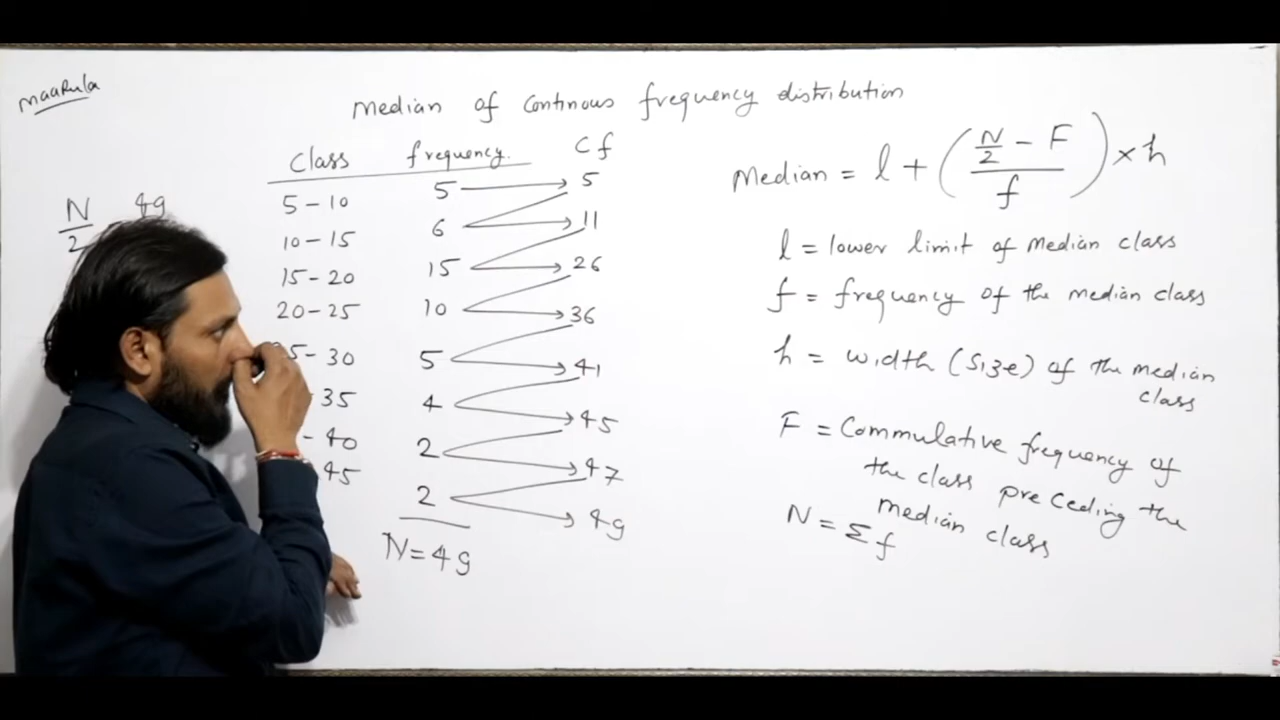 maaRula
Median of Continous frequency distribution
Class frequency. Cf
5 - 10 5 5
10 - 15 6 11
15 - 20 15 26
20 - 25 10 36
5 - 30 5 41
35 4 45
- 40 2 47
45 2 49
N = 49
N/2 49
Median = l + ( (N/2 - F) / f ) × h
l = lower limit of Median class
f = frequency of the median class
h = width (size) of the median
class
F = Commulative frequency of
the class preceding the
median class
N = Σf